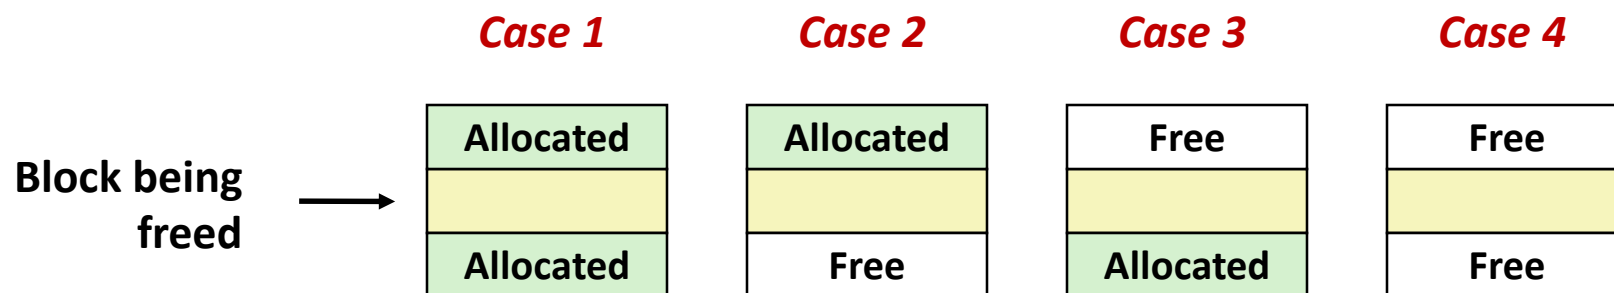 Case 1 Case 2 Case 3 Case 4
Allocated Allocated Free Free
Block being
freed
Allocated Free Allocated Free